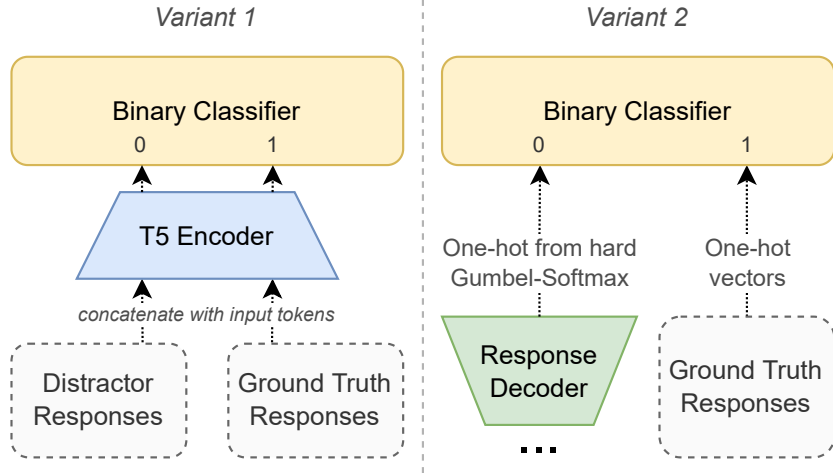 Variant 1
Binary Classifier
0 1
T5 Encoder
concatenate with input tokens
Distractor
Responses
Ground Truth
Responses
Variant 2
Binary Classifier
0 1
One-hot from hard
Gumbel-Softmax
One-hot
vectors
Response
Decoder
...
Ground Truth
Responses